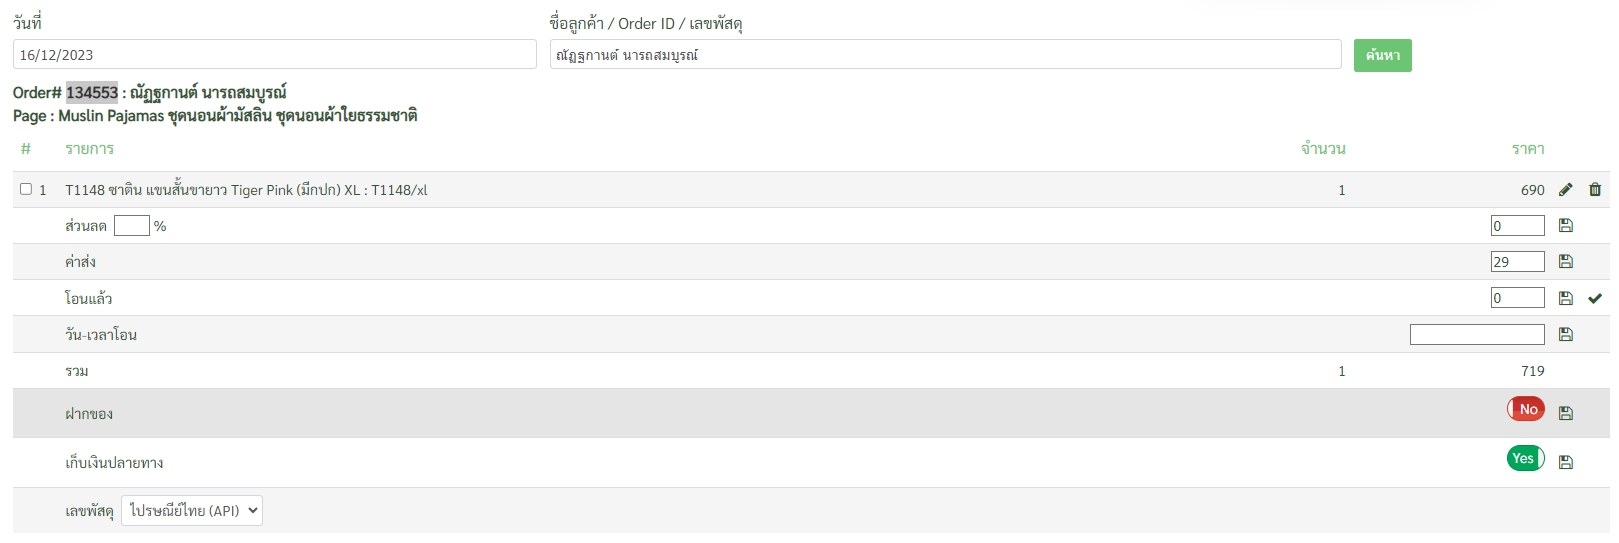 วันที่
ชื่อลูกค้า / Order ID / เลขพัสดุ
16/12/2023
ณัฏฐกานต์ นารถสมบูรณ์
ค้นหา
Order# 134553 : ณัฏฐกานต์ นารถสมบูรณ์
Page : Muslin Pajamas ชุดนอนผ้ามัสลิน ชุดนอนผ้าใยธรรมชาติ
# รายการ จำนวน ราคา
1 T1148 ซาติน แขนสั้นขายาว Tiger Pink (มีกปก) XL : T1148/xl 1 690
ส่วนลด % 0
ค่าส่ง 29
โอนแล้ว 0
วัน-เวลาโอน
รวม 1 719
ฝากของ No
เก็บเงินปลายทาง Yes
เลขพัสดุ ไปรษณีย์ไทย (API)